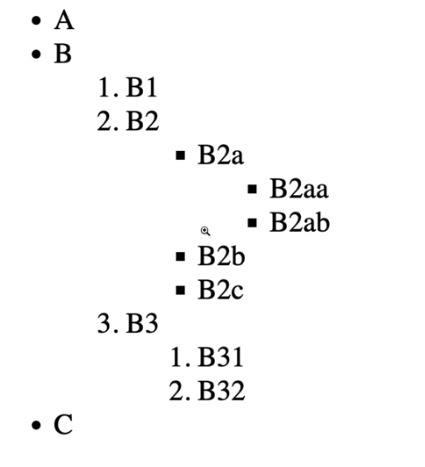 • A
• B
1. B1
2. B2
▪ B2a
▪ B2aa
▪ B2ab
▪ B2b
▪ B2c
3. B3
1. B31
2. B32
• C